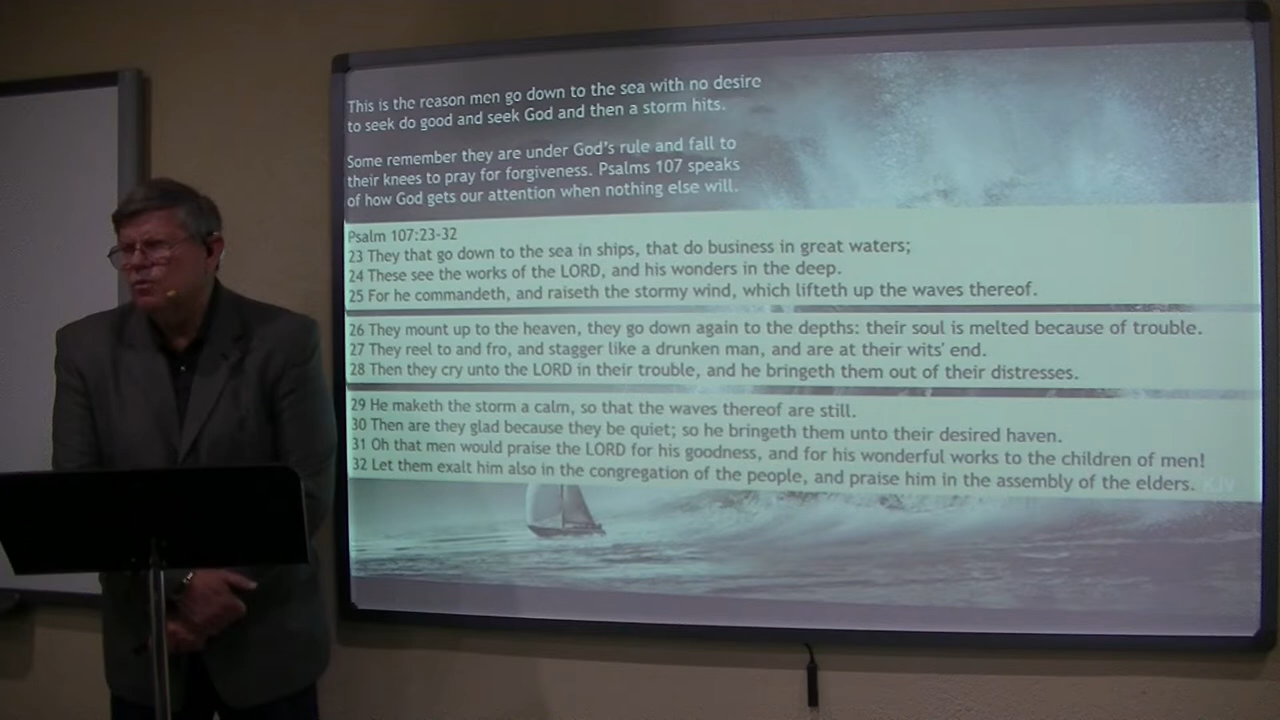 This is the reason men go down to the sea with no desire
to seek do good and seek God and then a storm hits.
Some remember they are under God's rule and fall to
their knees to pray for forgiveness. Psalms 107 speaks
of how God gets our attention when nothing else will.
Psalm 107:23-32
23 They that go down to the sea in ships, that do business in great waters;
24 These see the works of the LORD, and his wonders in the deep.
25 For he commandeth, and raiseth the stormy wind, which lifteth up the waves thereof.
26 They mount up to the heaven, they go down again to the depths: their soul is melted because of trouble.
27 They reel to and fro, and stagger like a drunken man, and are at their wits' end.
28 Then they cry unto the LORD in their trouble, and he bringeth them out of their distresses.
29 He maketh the storm a calm, so that the waves thereof are still.
30 Then are they glad because they be quiet; so he bringeth them unto their desired haven.
31 Oh that men would praise the LORD for his goodness, and for his wonderful works to the children of men!
32 Let them exalt him also in the congregation of the people, and praise him in the assembly of the elders. KJV